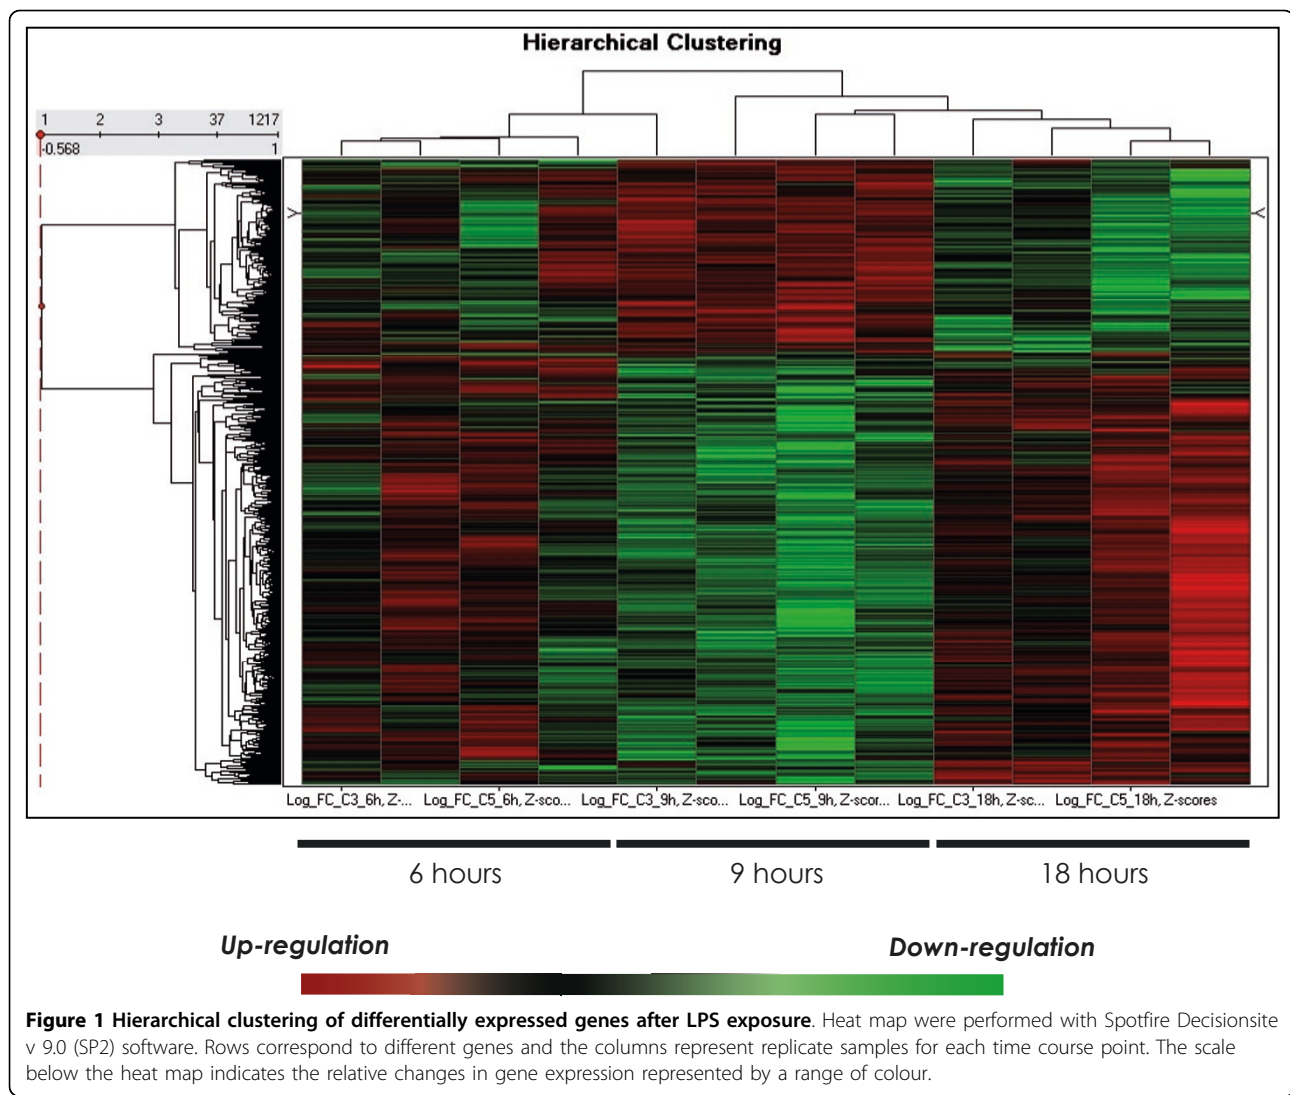 Hierarchical Clustering
1 2 3 37 1217
-0.568 1
Log_FC_C3_6h, Z-... Log_FC_C5_6h, Z-sco... Log_FC_C3_9h, Z-sco... Log_FC_C5_9h, Z-scor... Log_FC_C3_18h, Z-sc... Log_FC_C5_18h, Z-scores
6 hours 9 hours 18 hours
Up-regulation Down-regulation
Figure 1 Hierarchical clustering of differentially expressed genes after LPS exposure. Heat map were performed with Spotfire Decisionsite
v 9.0 (SP2) software. Rows correspond to different genes and the columns represent replicate samples for each time course point. The scale
below the heat map indicates the relative changes in gene expression represented by a range of colour.